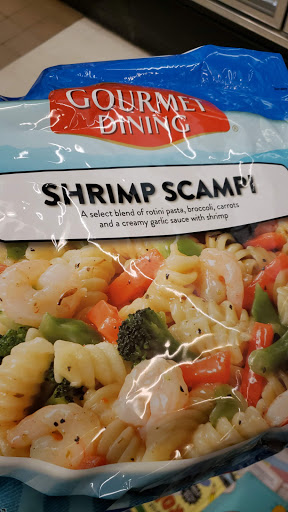 GOURMET
DINING
SHRIMP SCAMPI
A select blend of rotini pasta, broccoli, carrots
and a creamy garlic sauce with shrimp